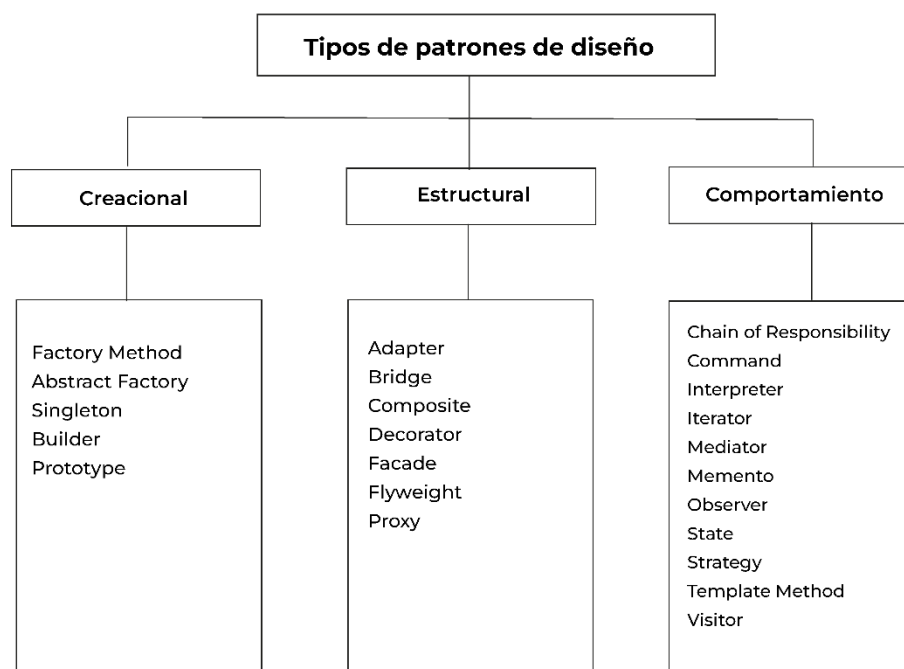 Tipos de patrones de diseño
Creacional
Factory Method
Abstract Factory
Singleton
Builder
Prototype
Estructural
Adapter
Bridge
Composite
Decorator
Facade
Flyweight
Proxy
Comportamiento
Chain of Responsibility
Command
Interpreter
Iterator
Mediator
Memento
Observer
State
Strategy
Template Method
Visitor